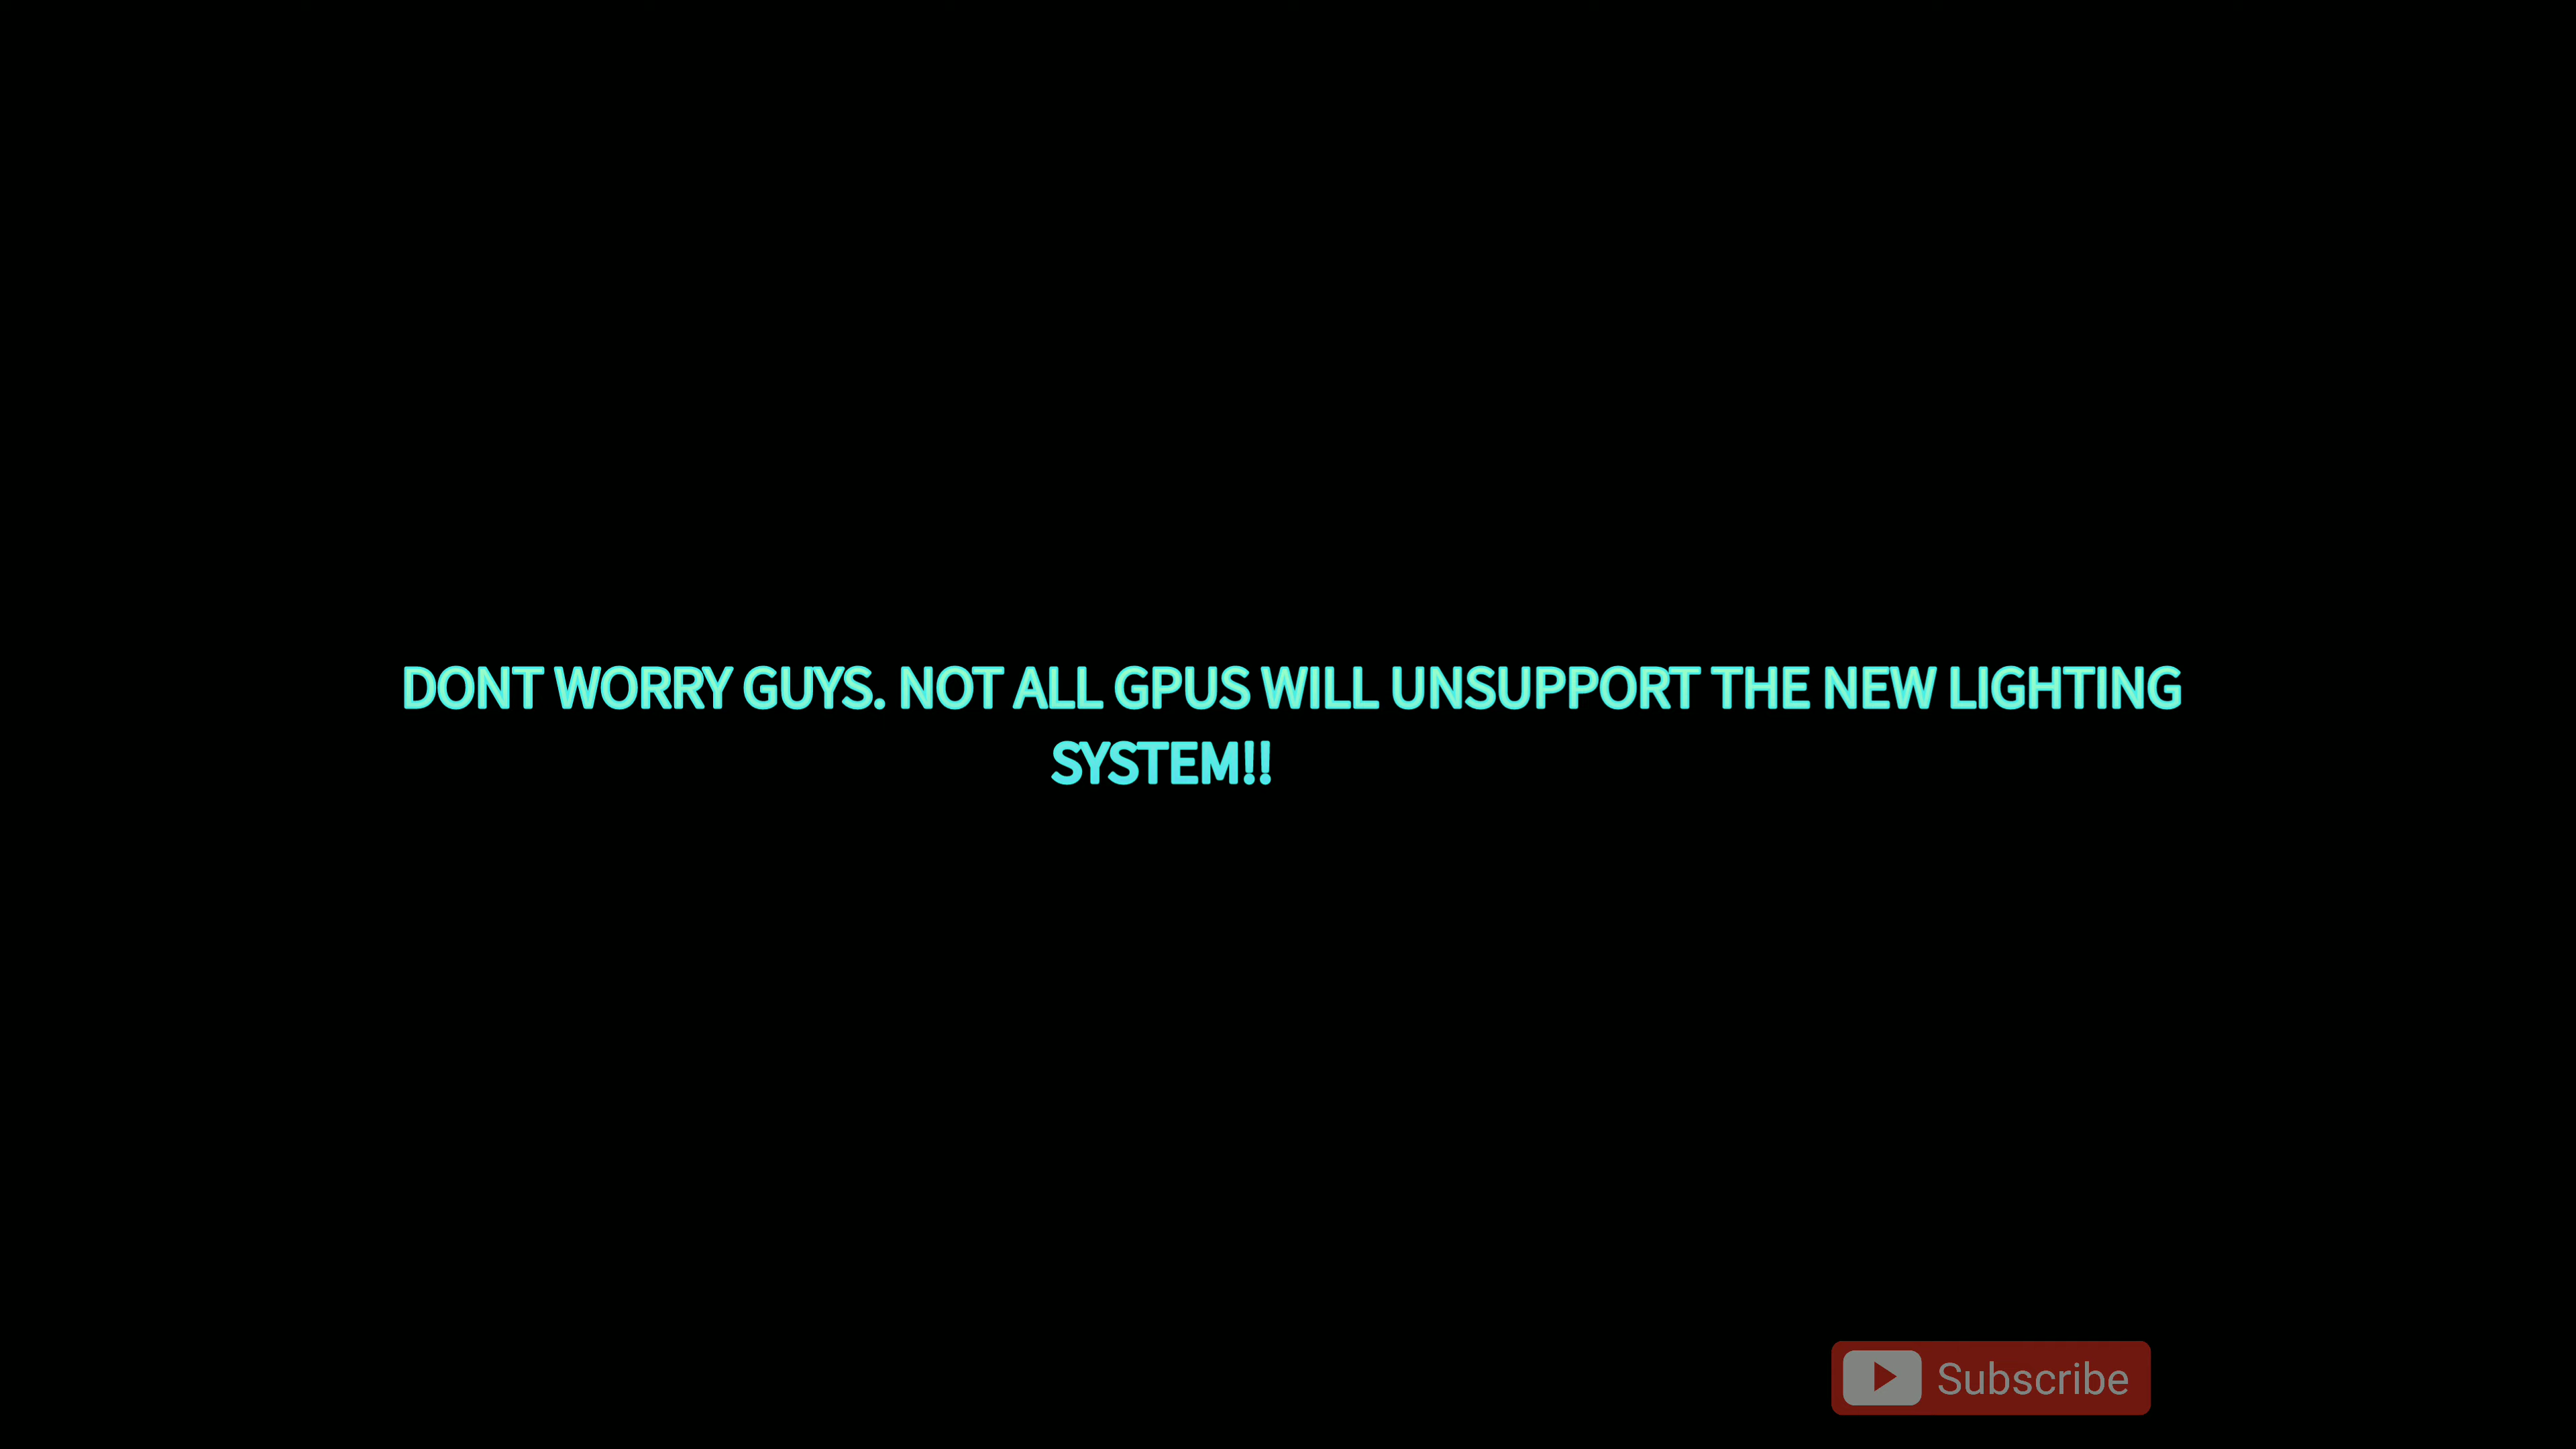 DONT WORRY GUYS. NOT ALL GPUS WILL UNSUPPORT THE NEW LIGHTING
SYSTEM!!
Subscribe